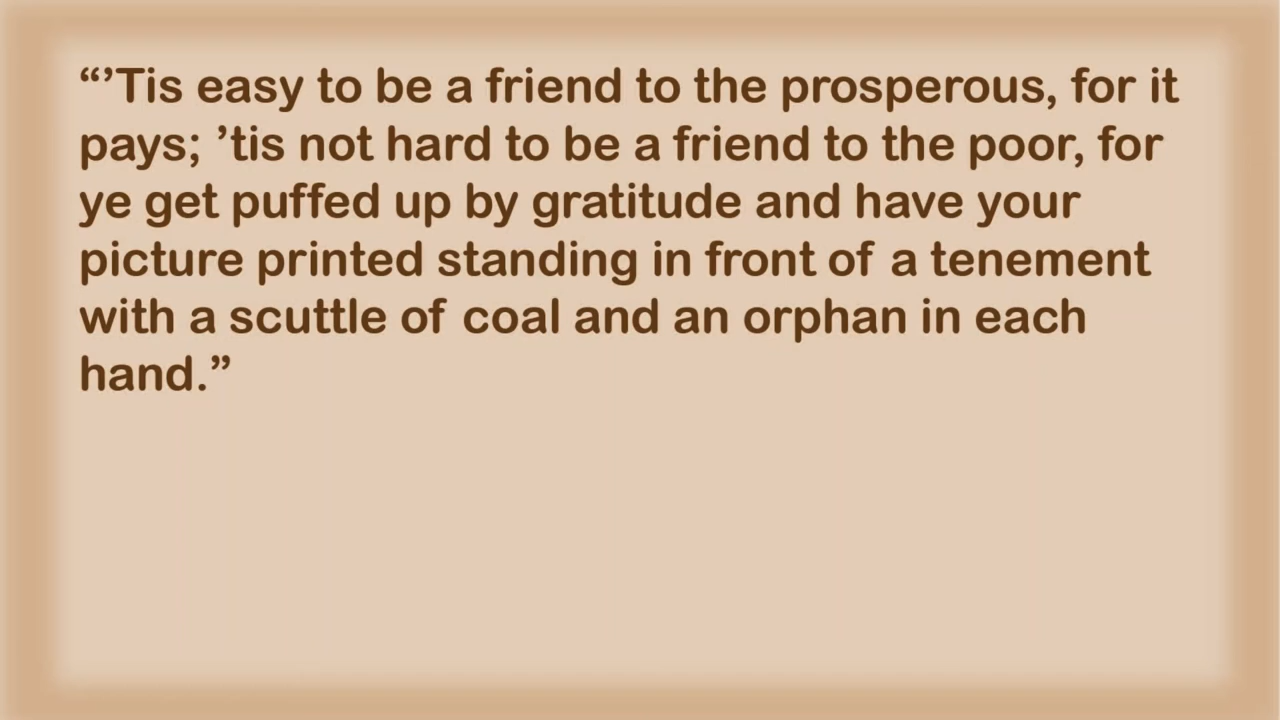 “’Tis easy to be a friend to the prosperous, for it
pays; ’tis not hard to be a friend to the poor, for
ye get puffed up by gratitude and have your
picture printed standing in front of a tenement
with a scuttle of coal and an orphan in each
hand.”